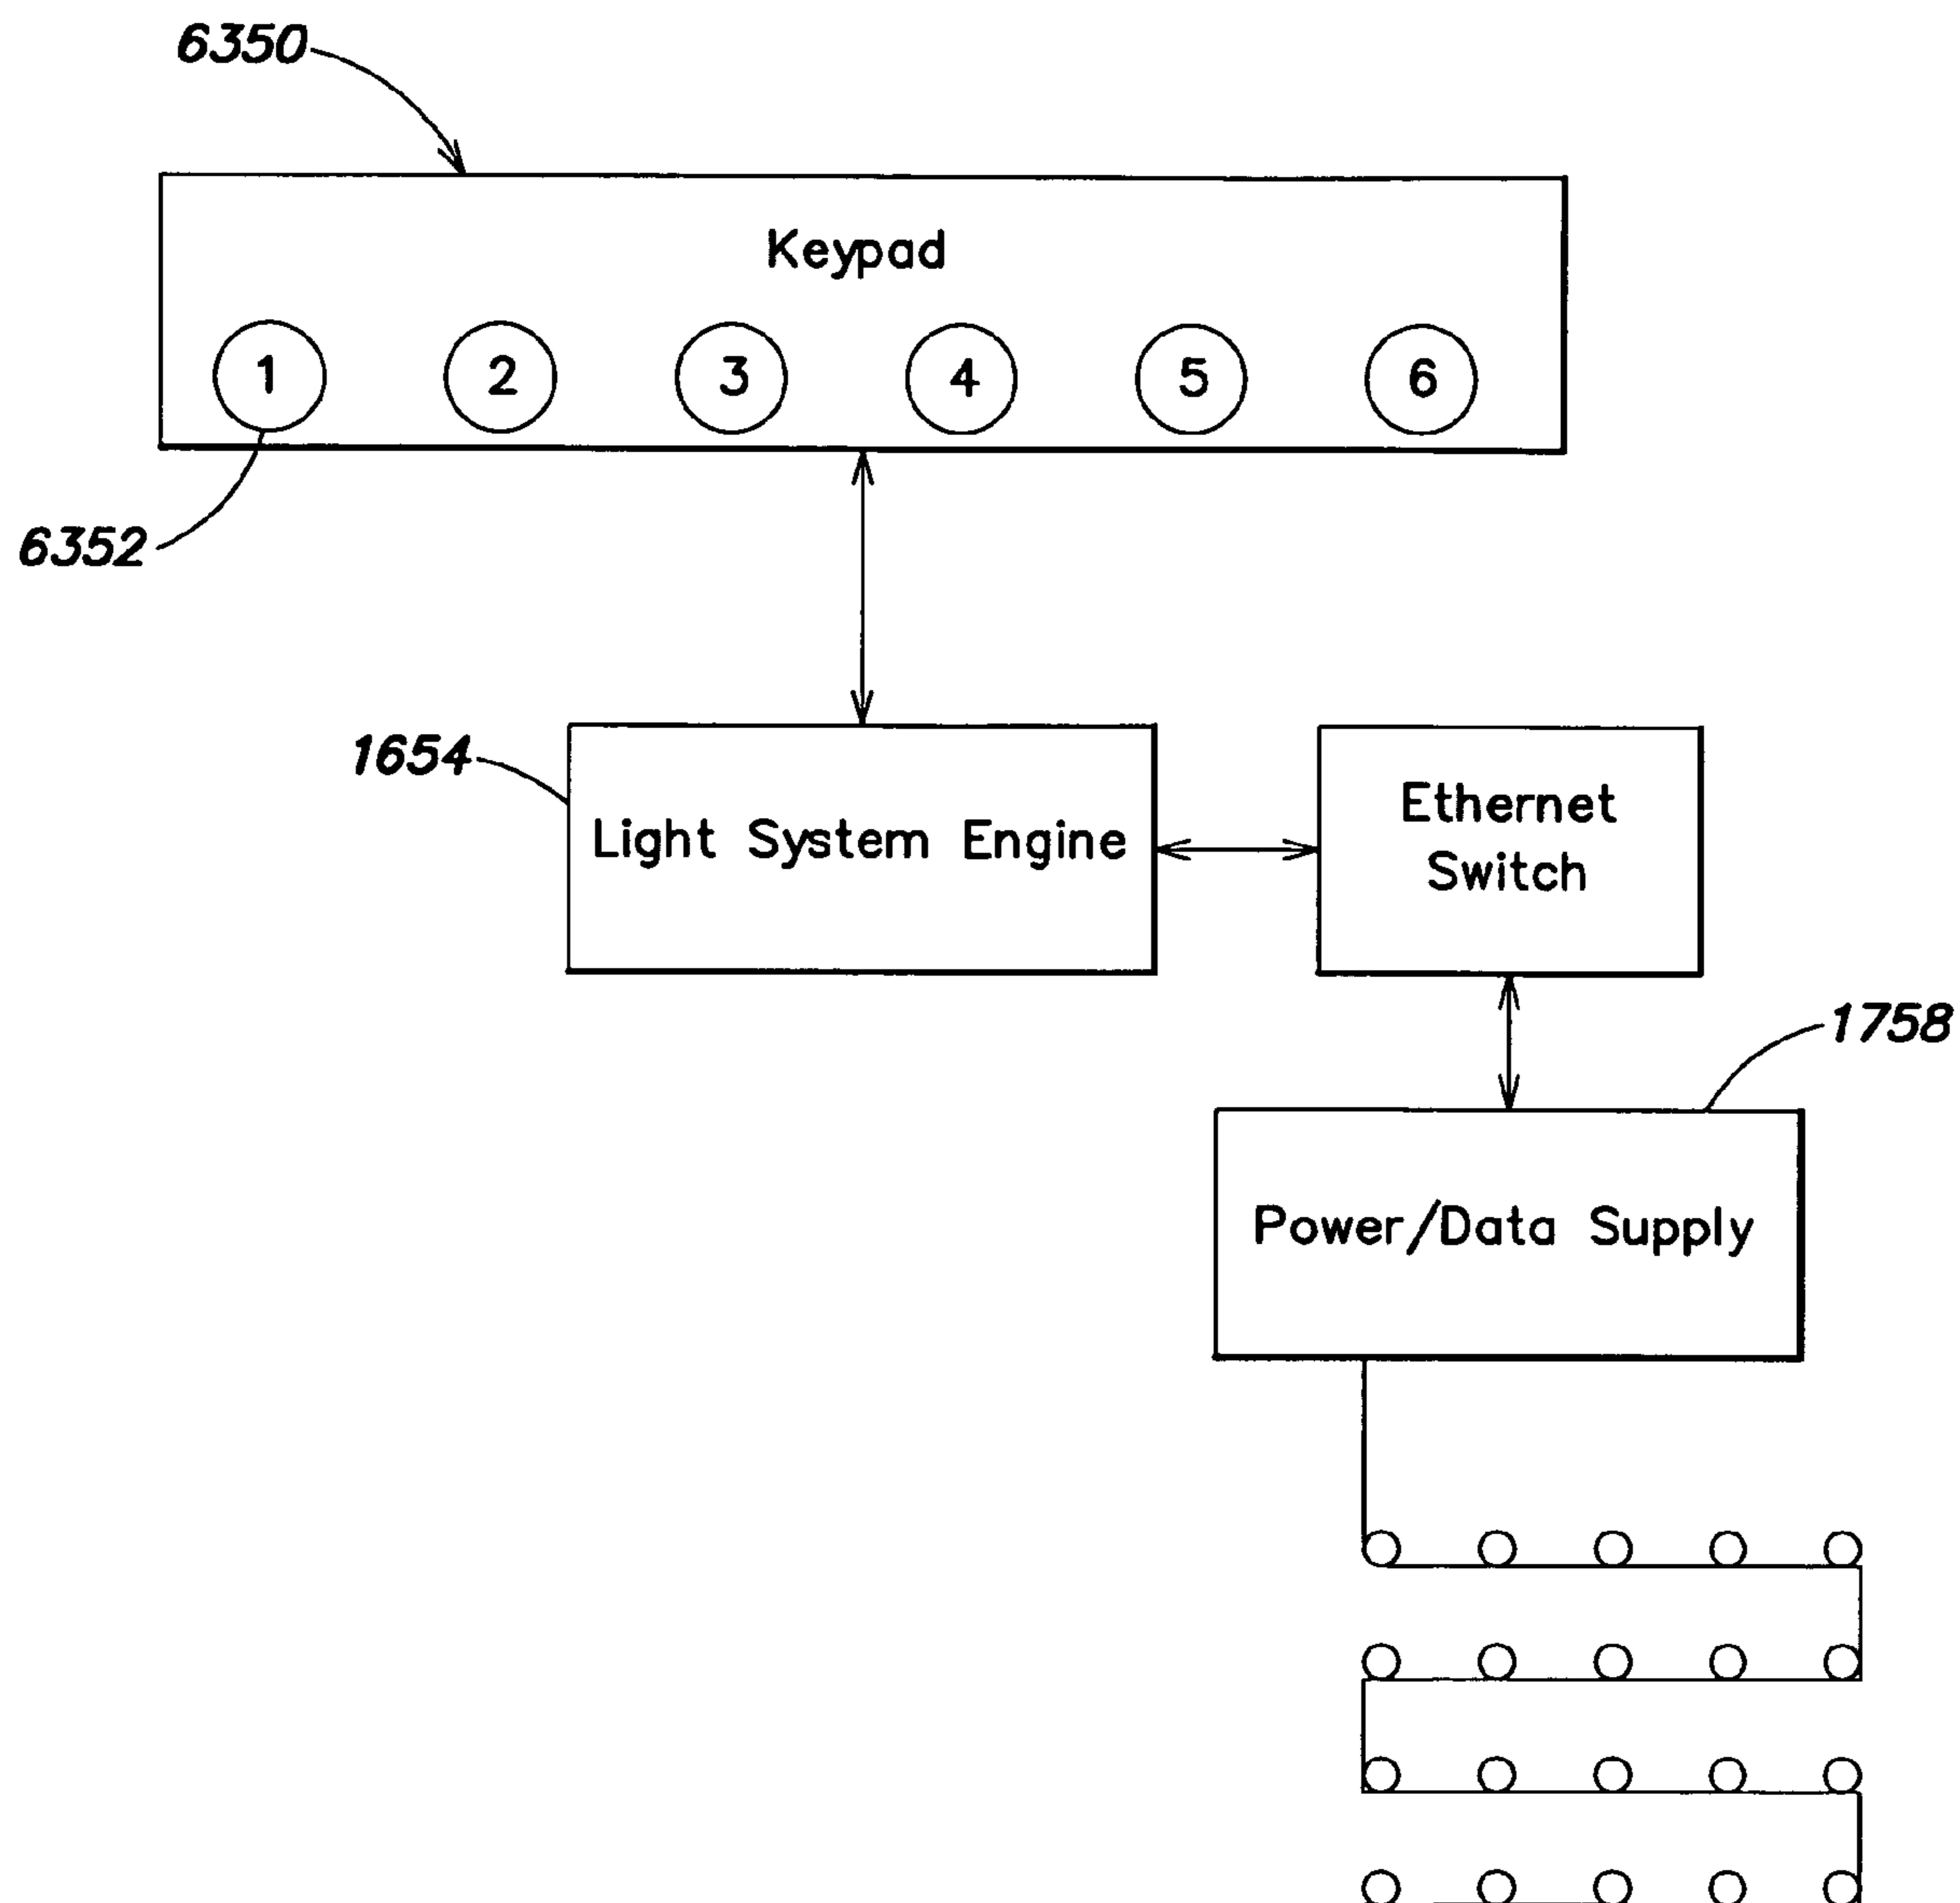 6350
Keypad
1 2 3 4 5 6
6352
1654
Light System Engine
Ethernet
Switch
1758
Power/Data Supply